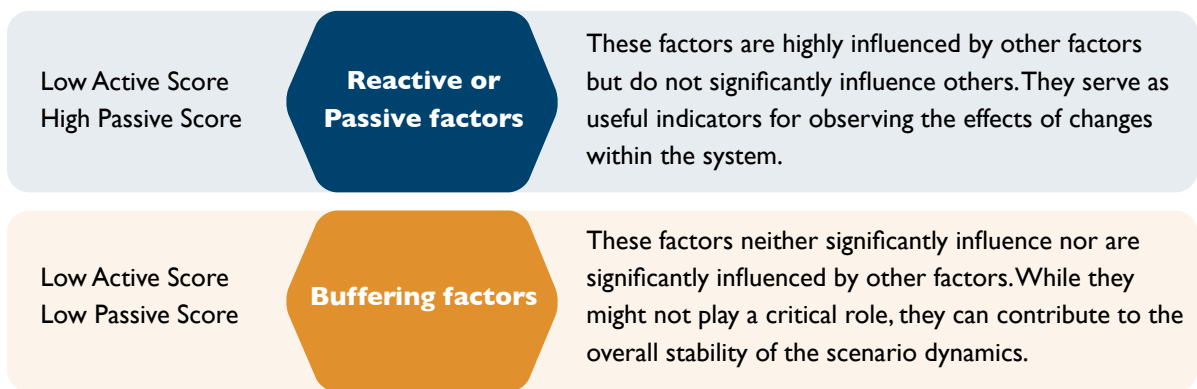 Low Active Score
High Passive Score
Reactive or
Passive factors
These factors are highly influenced by other factors
but do not significantly influence others. They serve as
useful indicators for observing the effects of changes
within the system.
Low Active Score
Low Passive Score
Buffering factors
These factors neither significantly influence nor are
significantly influenced by other factors. While they
might not play a critical role, they can contribute to the
overall stability of the scenario dynamics.